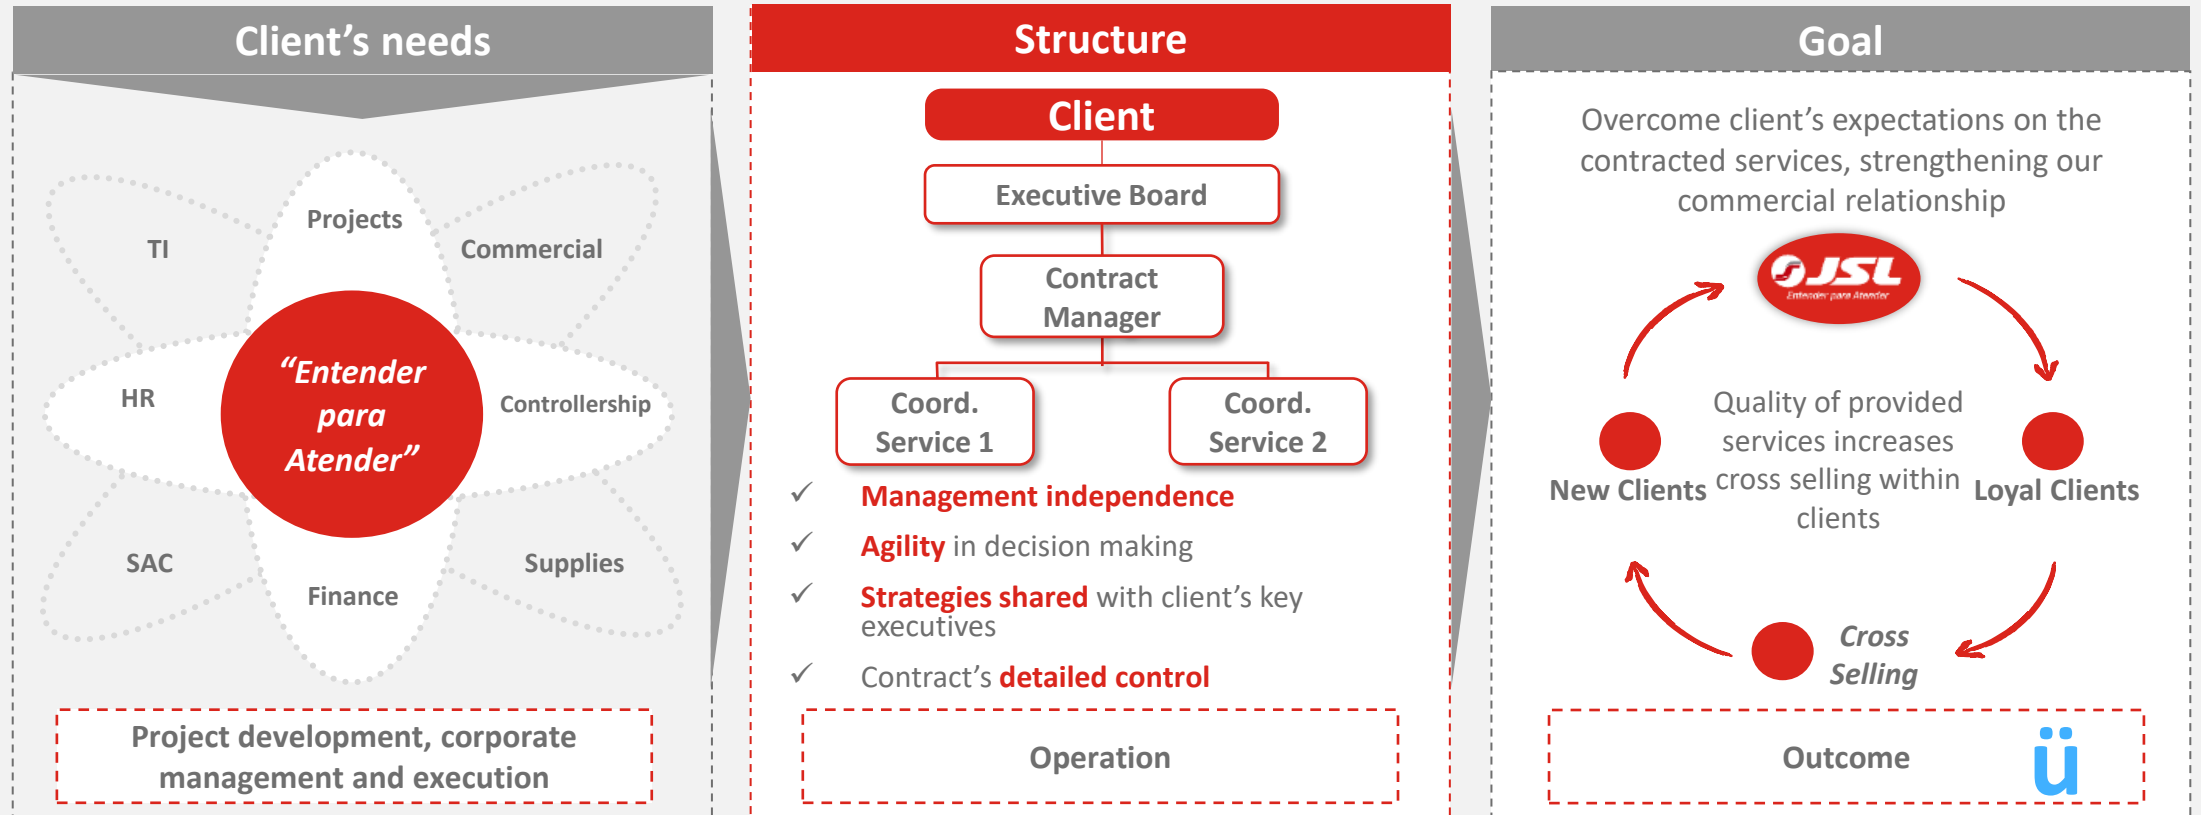 Client's needs
Projects
TI
Commercial
"Entender
para
Atender"
HR
Controllership
SAC
Supplies
Finance
Project development, corporate
management and execution
Structure
Client
Executive Board
Contract
Manager
Coord.
Service 1
Coord.
Service 2
✓ Management independence
✓ Agility in decision making
✓ Strategies shared with client's key
executives
✓ Contract's detailed control
Operation
Goal
Overcome client's expectations on the
contracted services, strengthening our
commercial relationship
JSL
Entender para Atender
Quality of provided
services increases
cross selling within
clients
New Clients
Loyal Clients
Cross
Selling
Outcome
ü